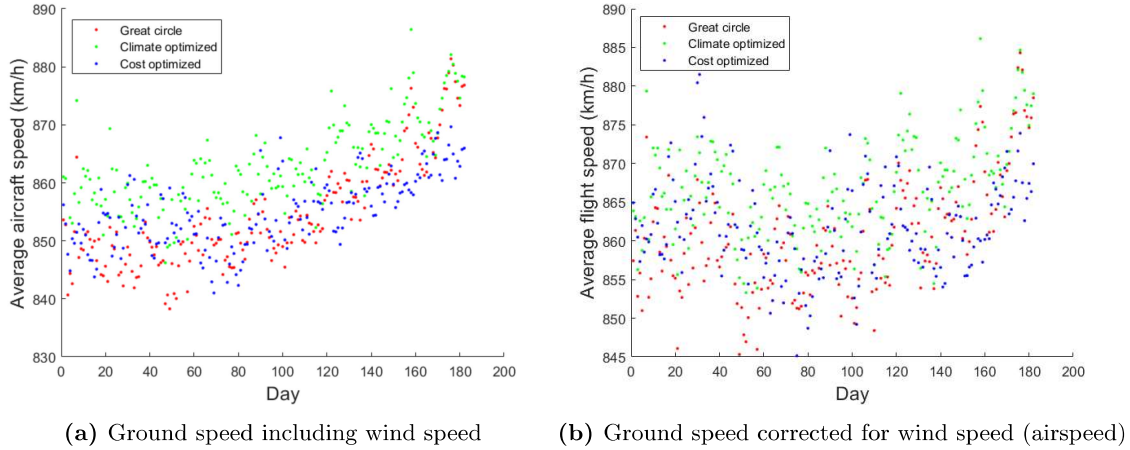 890
880
870
860
850
840
830
Average aircraft speed (km/h)
Great circle
Climate optimized
Cost optimized
0 20 40 60 80 100 120 140 160 180 200
Day
(a) Ground speed including wind speed
890
885
880
875
870
865
860
855
850
845
Average flight speed (km/h)
Great circle
Climate optimized
Cost optimized
0 20 40 60 80 100 120 140 160 180 200
Day
(b) Ground speed corrected for wind speed (airspeed)